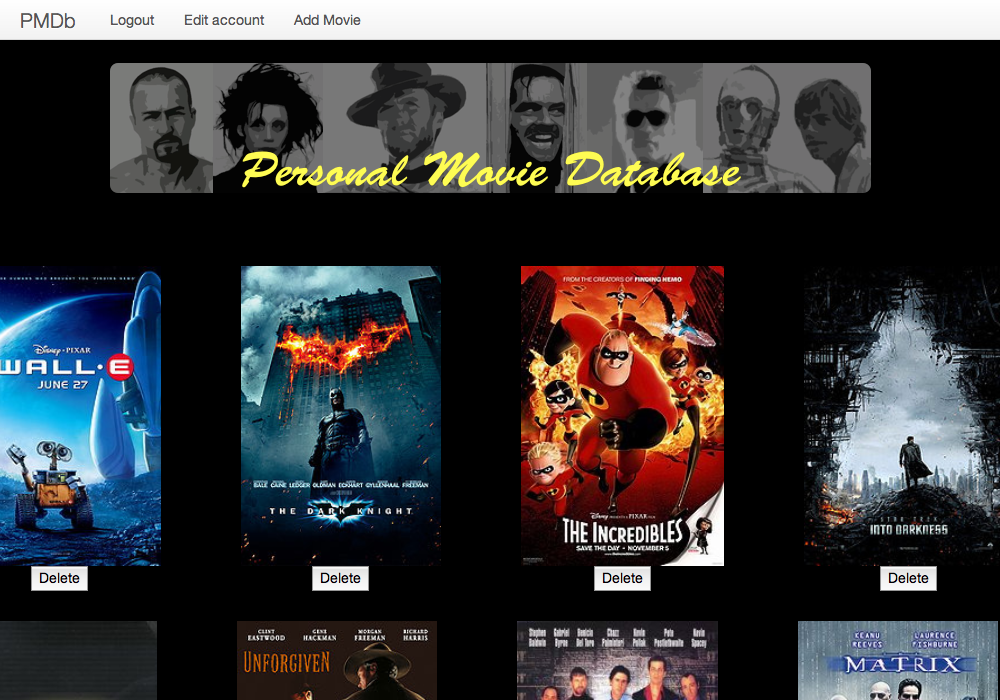 PMDb Logout Edit account Add Movie
Personal Movie Database
DISNEY·PIXAR
WALL·E
JUNE 27
BALE CAINE LEDGER OLDMAN ECKHART GYLLENHAAL FREEMAN
THE DARK KNIGHT
FROM THE CREATORS OF FINDING NEMO
THE INCREDIBLES
SAVE THE DAY • NOVEMBER 5
STAR TREK
INTO DARKNESS
Delete Delete Delete Delete
CLINT EASTWOOD GENE HACKMAN MORGAN FREEMAN RICHARD HARRIS
UNFORGIVEN
Stephen Baldwin Gabriel Byrne Benicio Del Toro Chazz Palminteri Kevin Pollak Pete Postlethwaite Kevin Spacey
KEANU REEVES LAURENCE FISHBURNE
MATRIX